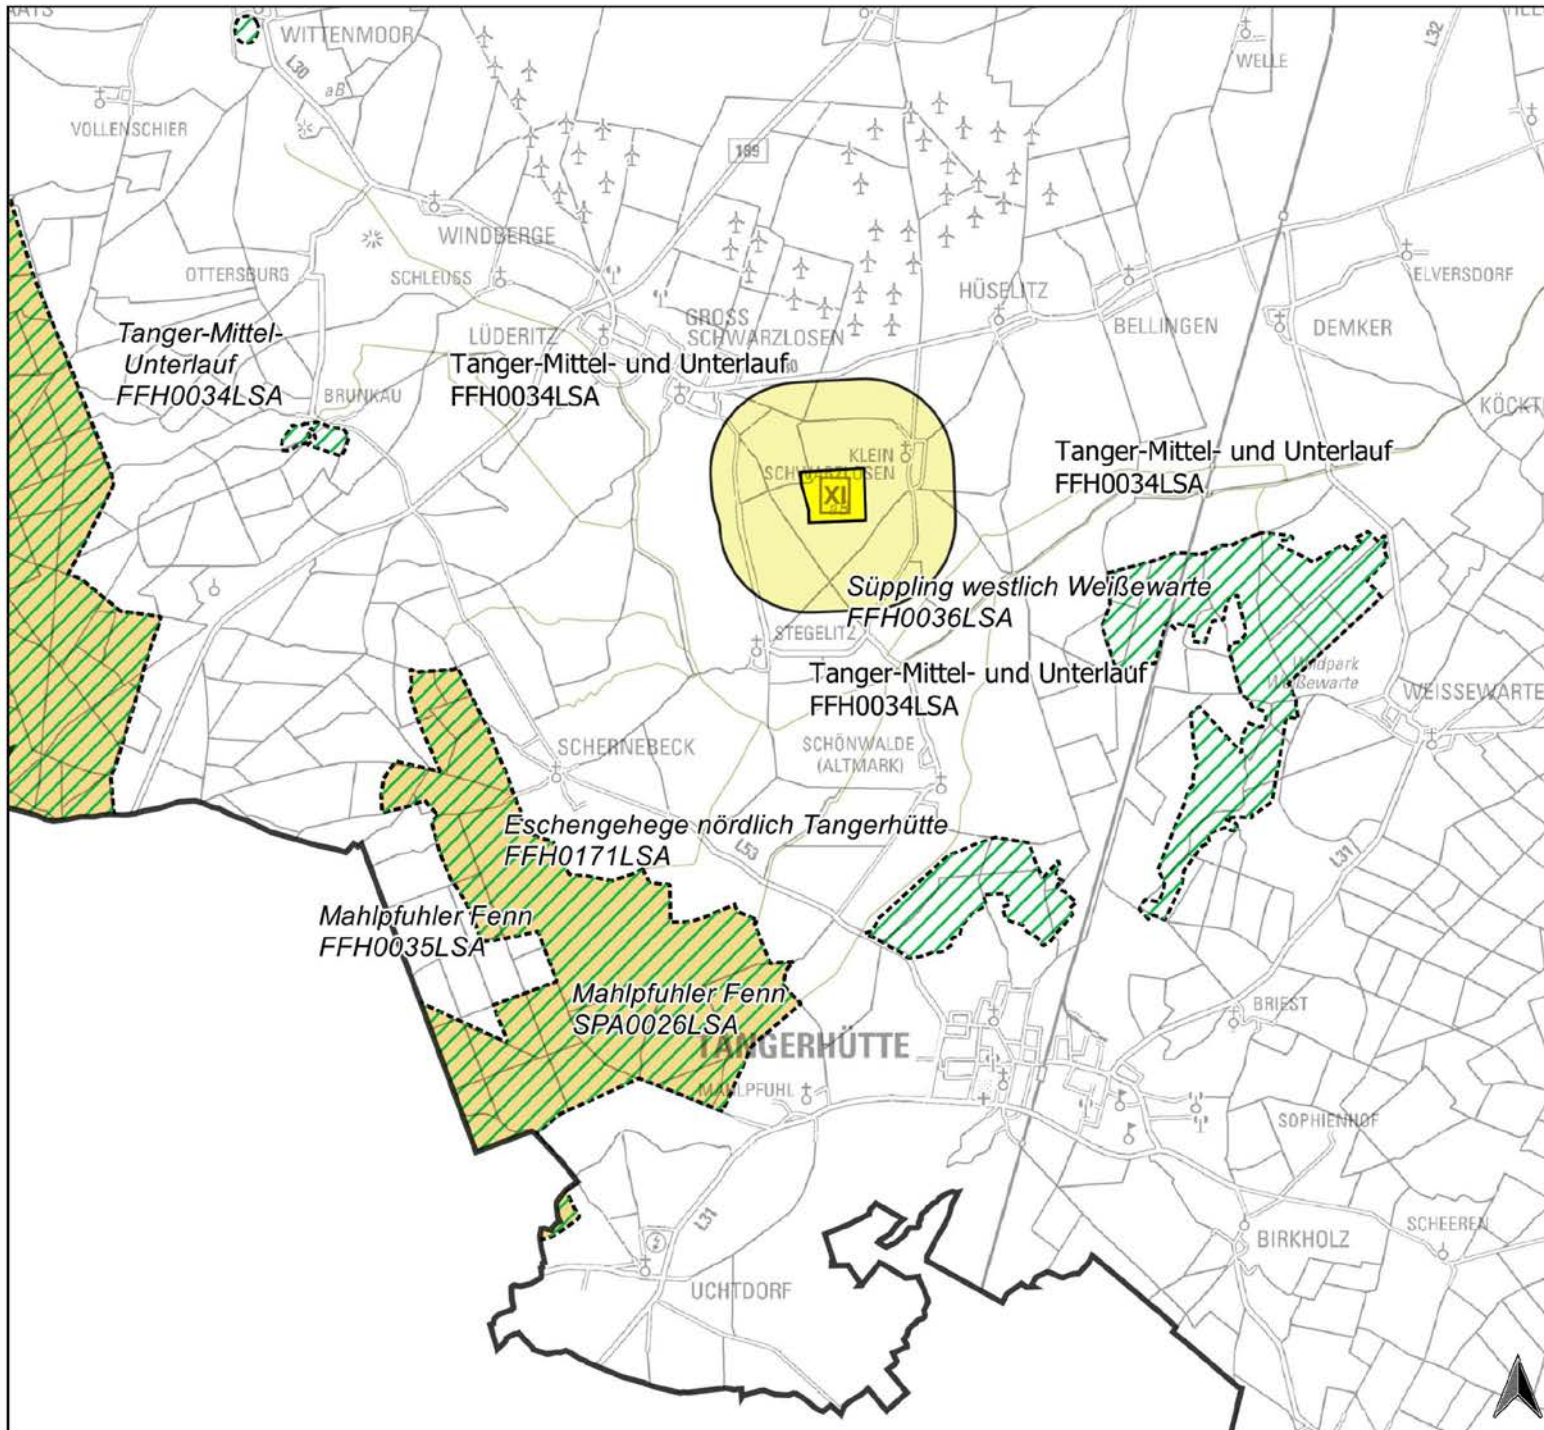 WITTENMOOR
L30
aB
VOLLENSCHIER
WELLE
L32
189
WINDBERGE
OTTERSBURG
SCHLEUSS
HÜSELITZ
ELVERSDORF
LÜDERITZ
GROSS
SCHWARZLOSEN
BELLINGEN
DEMKER
Tanger-Mittel-
Unterlauf
FFH0034LSA
BRUNKAU
Tanger-Mittel- und Unterlauf
FFH0034LSA
KLEIN
SCHWARZLOSEN
XI
Tanger-Mittel- und Unterlauf
FFH0034LSA
Süppling westlich Weißewarte
FFH0036LSA
STEGELITZ
Tanger-Mittel- und Unterlauf
FFH0034LSA
Wildpark
Weißewarte
WEISSEWARTE
SCHERNEBECK
SCHÖNWALDE
(ALTMARK)
Eschengehege nördlich Tangerhütte
FFH0171LSA
L53
L31
Mahlpfuhler Fenn
FFH0035LSA
Mahlpfuhler Fenn
SPA0026LSA
TANGERHÜTTE
BRIEST
MAHLPFUHL
SOPHIENHOF
L31
BIRKHOLZ
SCHEEREN
UCHTDORF